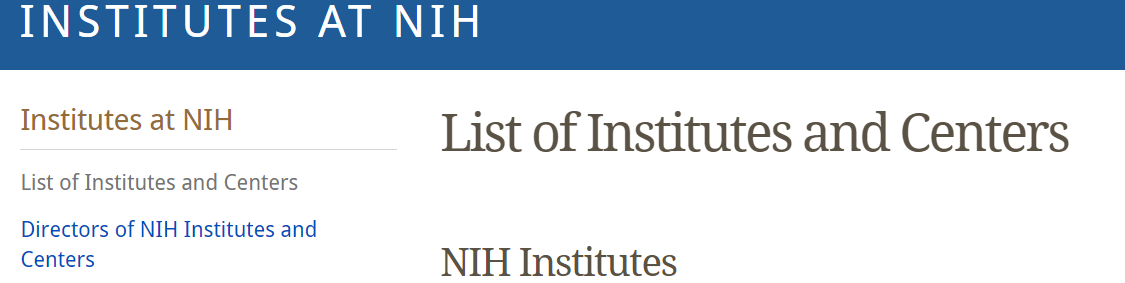 INSTITUTES AT NIH
Institutes at NIH
List of Institutes and Centers
Directors of NIH Institutes and
Centers
List of Institutes and Centers
NIH Institutes